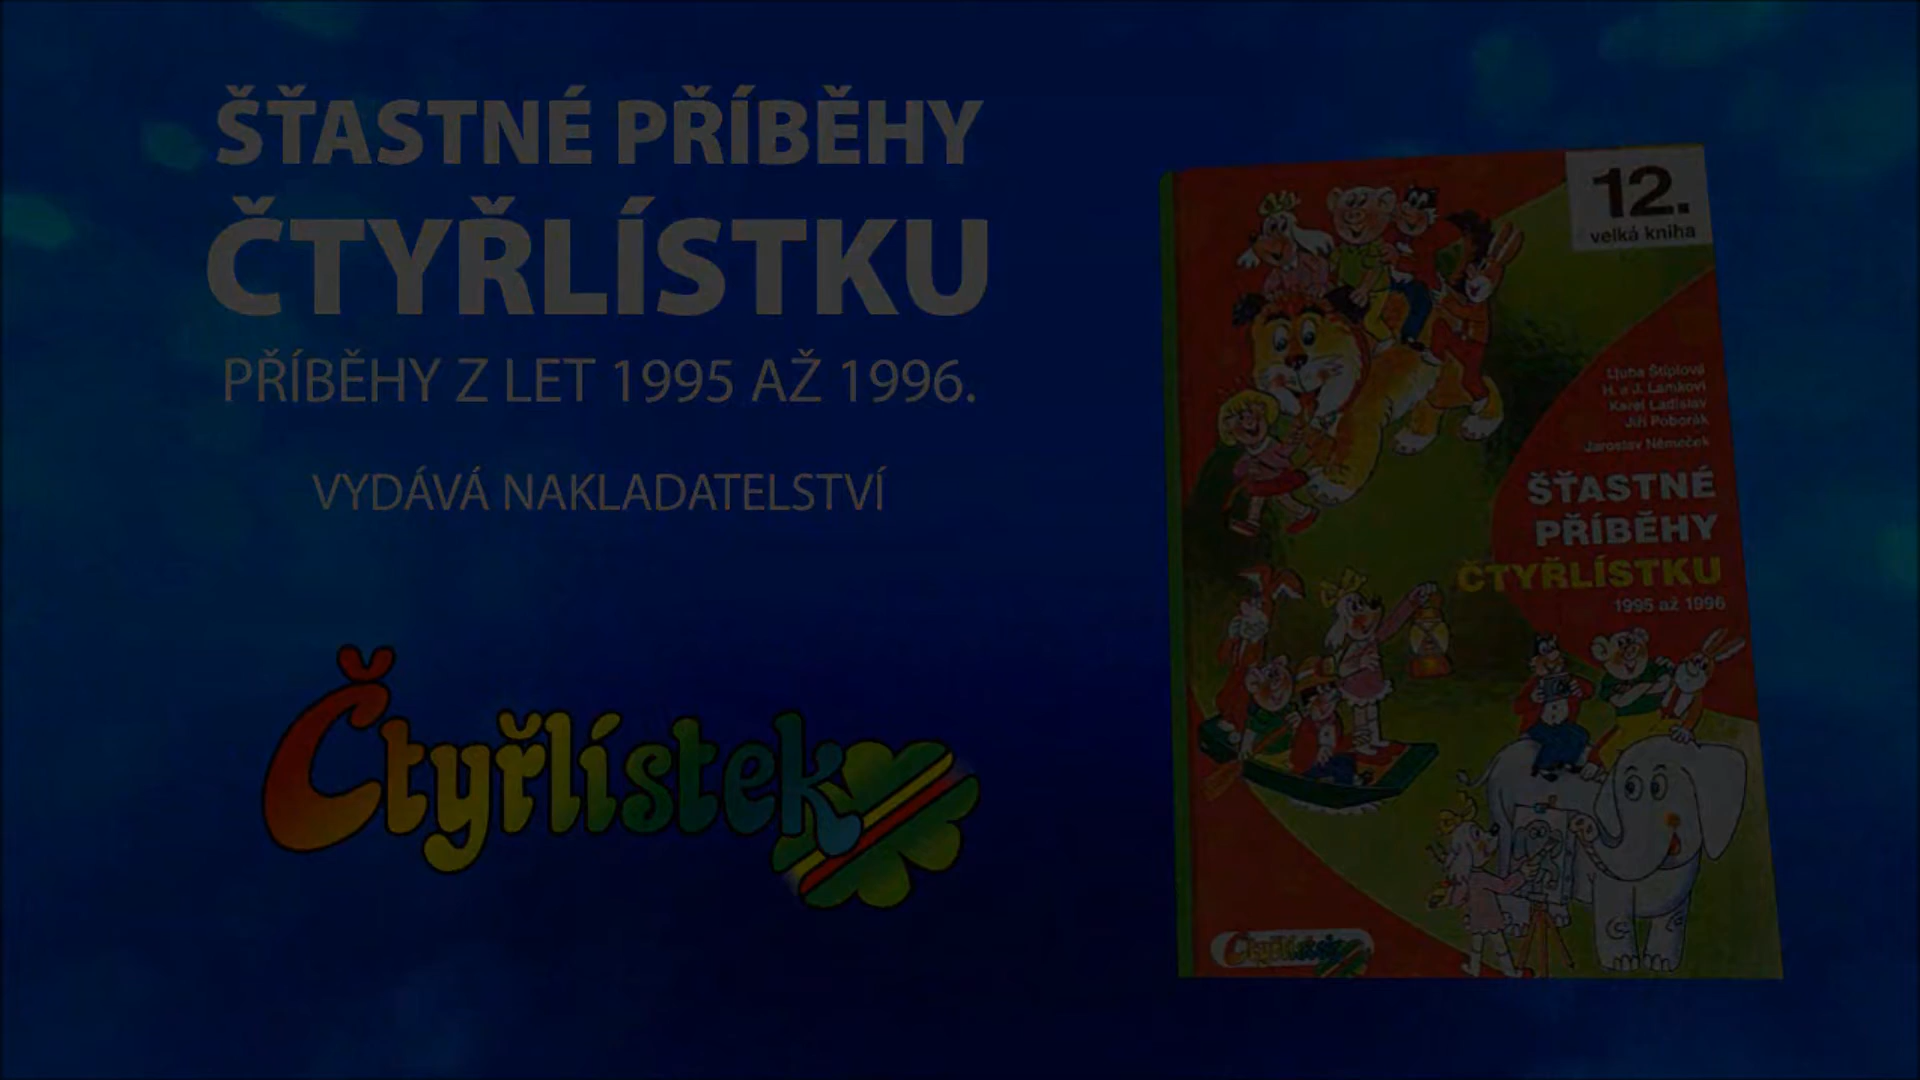 ŠŤASTNÉ PŘÍBĚHY
ČTYŘLÍSTKU
PŘÍBĚHY Z LET 1995 AŽ 1996.
VYDÁVÁ NAKLADATELSTVÍ
Čtyřlístek
12.
velká kniha
Ljuba Štíplová
H. a J. Lamkovi
Karel Ladislav
Jiří Poborák
Jaroslav Němeček
ŠŤASTNÉ
PŘÍBĚHY
ČTYŘLÍSTKU
1995 až 1996
Čtyřlístek